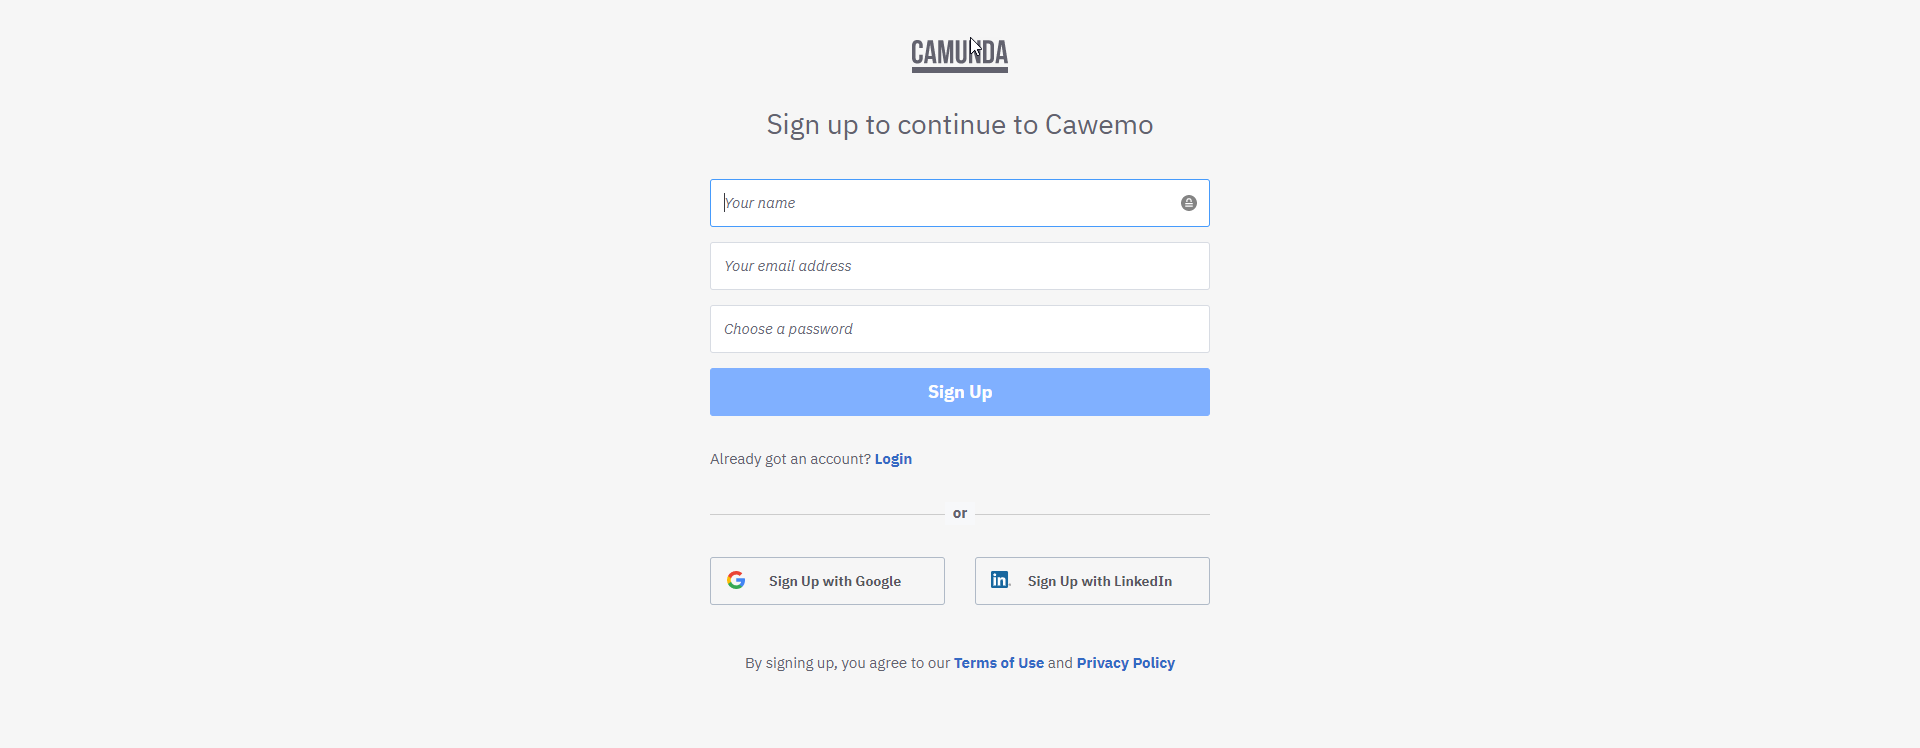 CAMUNDA
Sign up to continue to Cawemo
Your name
Your email address
Choose a password
Sign Up
Already got an account? Login
or
Sign Up with Google
Sign Up with LinkedIn
By signing up, you agree to our Terms of Use and Privacy Policy